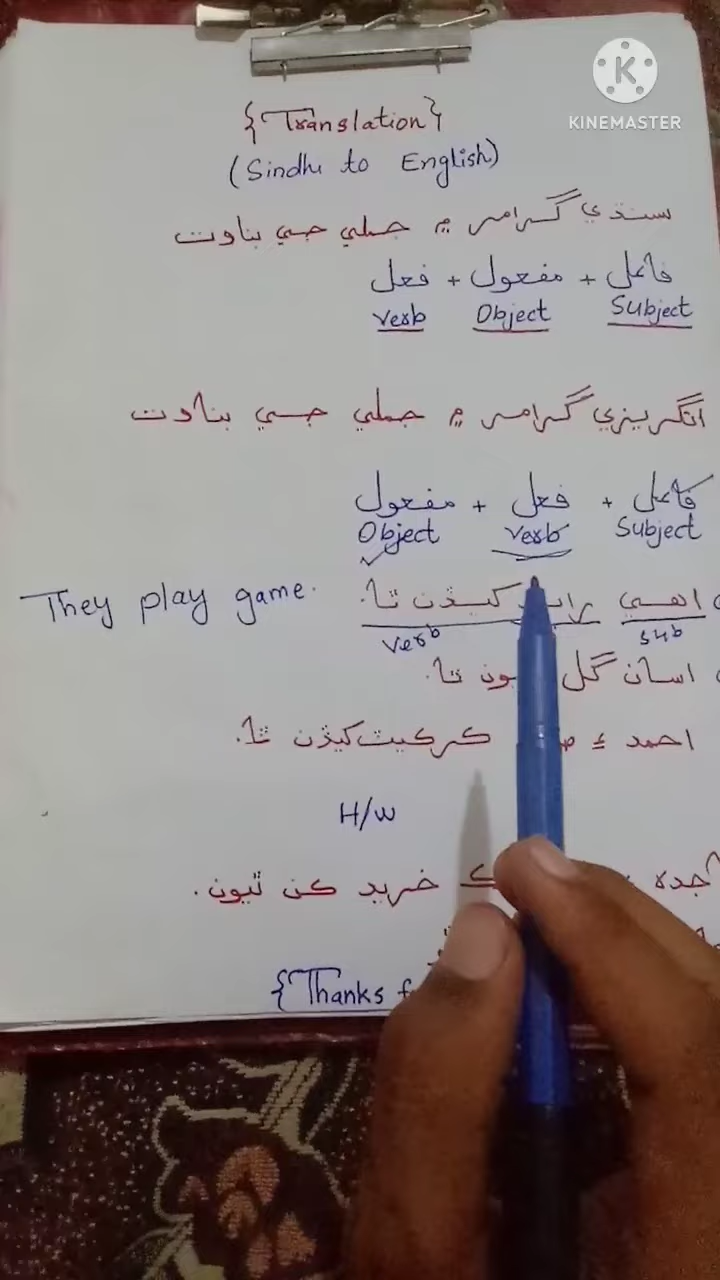 KINEMASTER
{Translation}
(Sindhi to English)
سنڌي گرامر ۾ جملي جي بناوت
فاعل + مفعول + فعل
Subject Object Verb
انگريزي گرامر ۾ جملي جي بناوت
فاعل + فعل + مفعول
Subject Verb Object
اهي راند کيڏن ٿا. They play game.
sub verb
اسان گل ٿا.
احمد ۽ ڪرڪيٽ کيڏن ٿا.
H/W
خريد ڪن ٿيون.
{Thanks